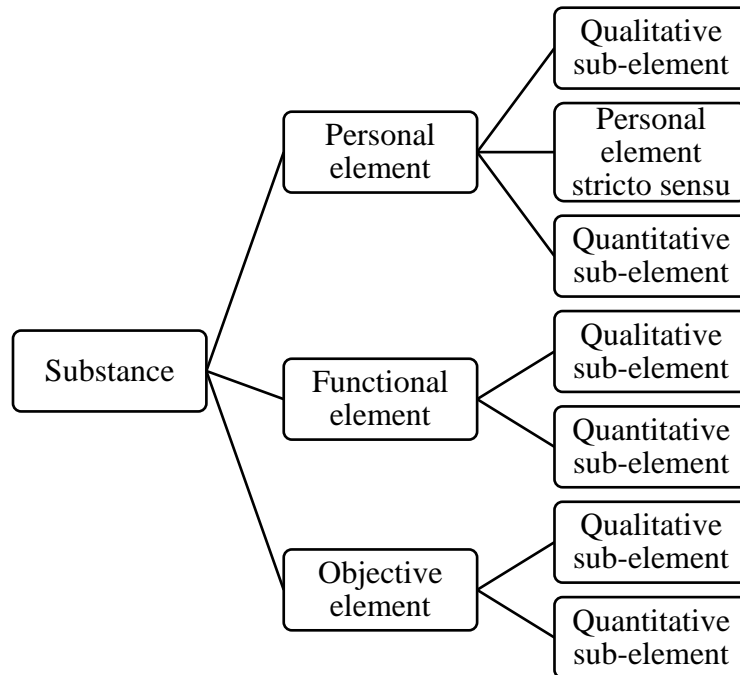 Substance
Personal
element
Qualitative
sub-element
Personal
element
stricto sensu
Quantitative
sub-element
Functional
element
Qualitative
sub-element
Quantitative
sub-element
Objective
element
Qualitative
sub-element
Quantitative
sub-element